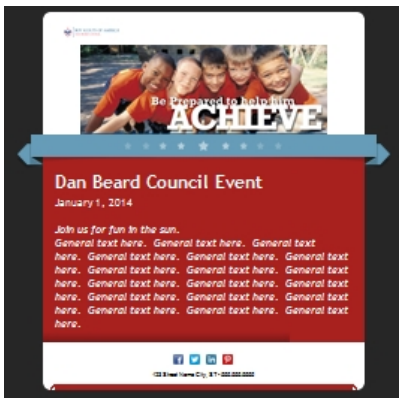 Be Prepared to help him
ACHIEVE
Dan Beard Council Event
January 1, 2014
Join us for fun in the sun.
General text here. General text here. General text
here. General text here. General text here. General text
here. General text here. General text here. General text
here. General text here. General text here. General text
here. General text here. General text here. General text
here. General text here. General text here. General text
here.